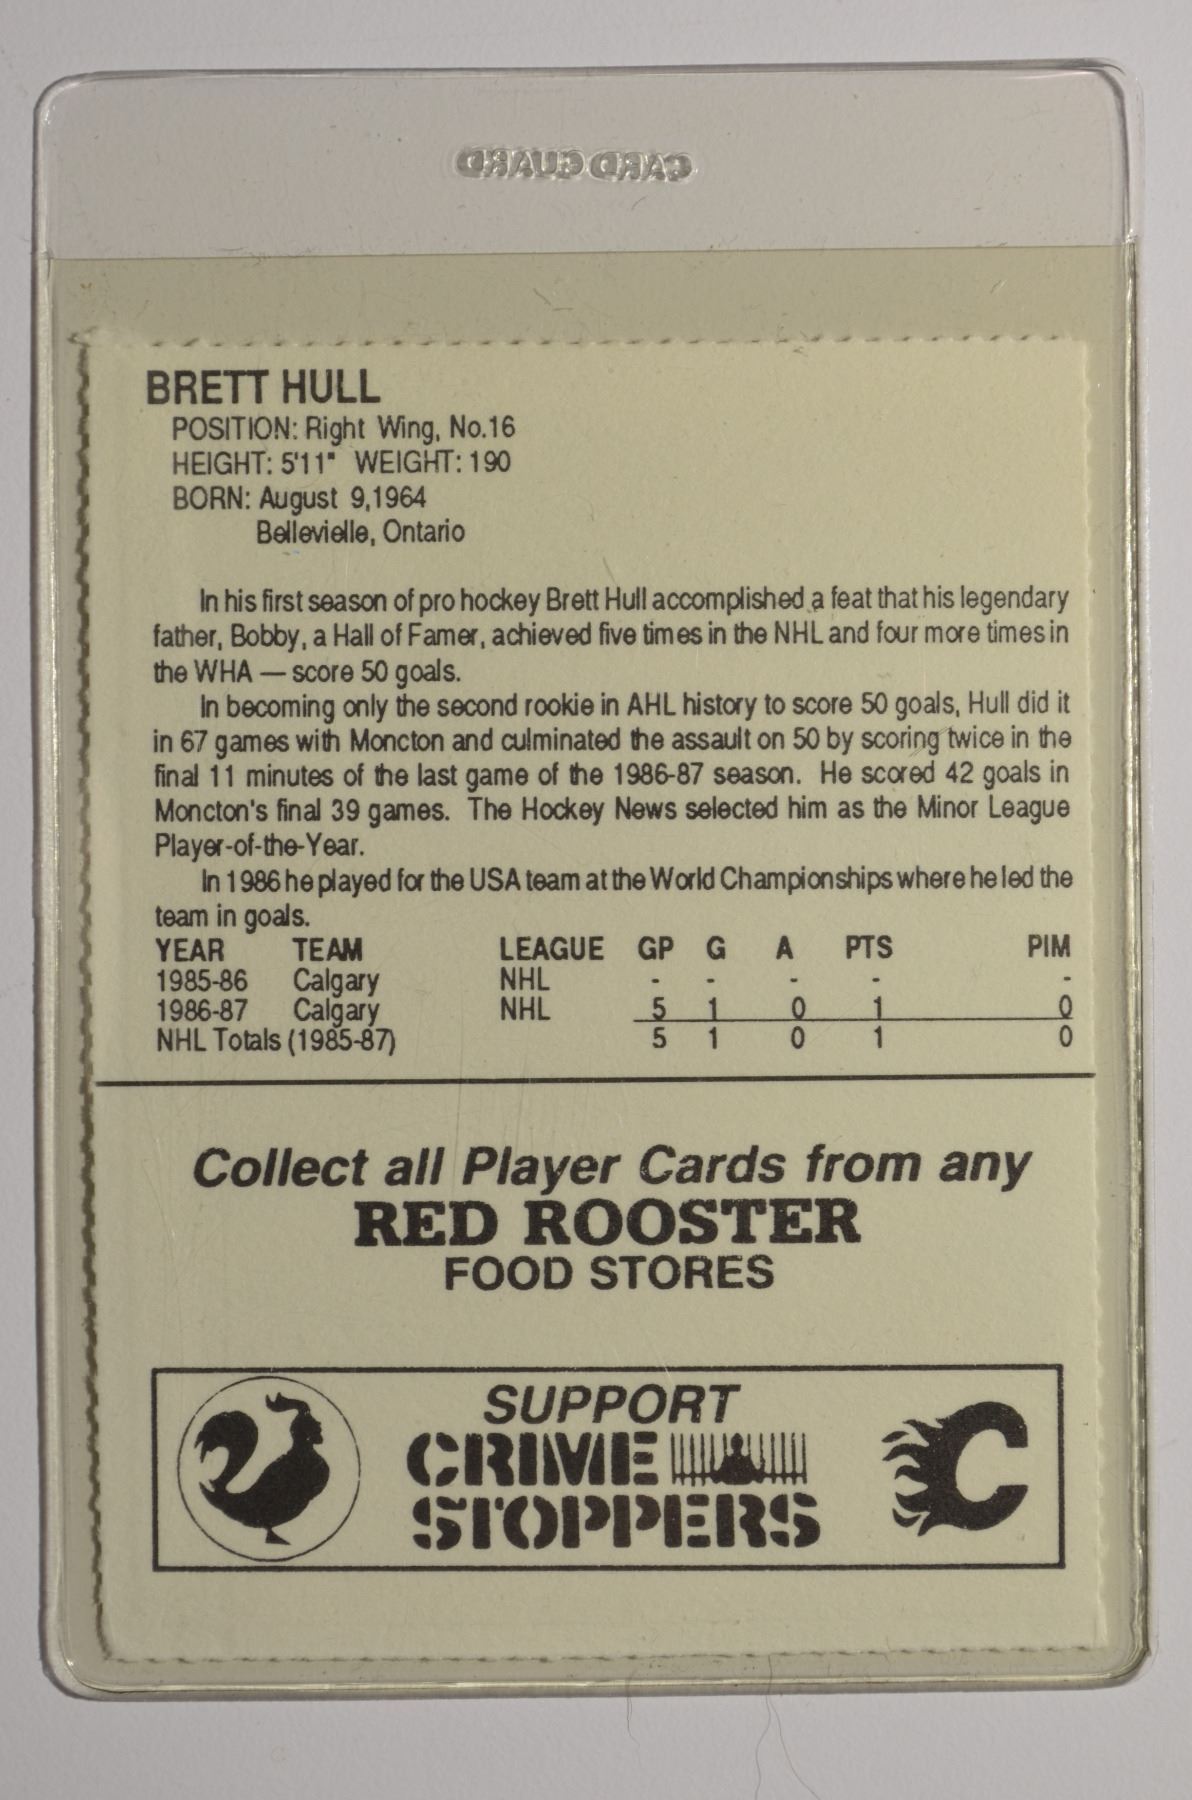 CARD GUARD
BRETT HULL
POSITION: Right Wing, No.16
HEIGHT: 5'11" WEIGHT: 190
BORN: August 9,1964
Bellevielle, Ontario
In his first season of pro hockey Brett Hull accomplished a feat that his legendary
father, Bobby, a Hall of Famer, achieved five times in the NHL and four more times in
the WHA — score 50 goals.
In becoming only the second rookie in AHL history to score 50 goals, Hull did it
in 67 games with Moncton and culminated the assault on 50 by scoring twice in the
final 11 minutes of the last game of the 1986-87 season. He scored 42 goals in
Moncton's final 39 games. The Hockey News selected him as the Minor League
Player-of-the-Year.
In 1986 he played for the USA team at the World Championships where he led the
team in goals.
YEAR TEAM LEAGUE GP G A PTS PIM
1985-86 Calgary NHL - - - - -
1986-87 Calgary NHL 5 1 0 1 0
NHL Totals (1985-87) 5 1 0 1 0
Collect all Player Cards from any
RED ROOSTER
FOOD STORES
SUPPORT
CRIME
STOPPERS
C